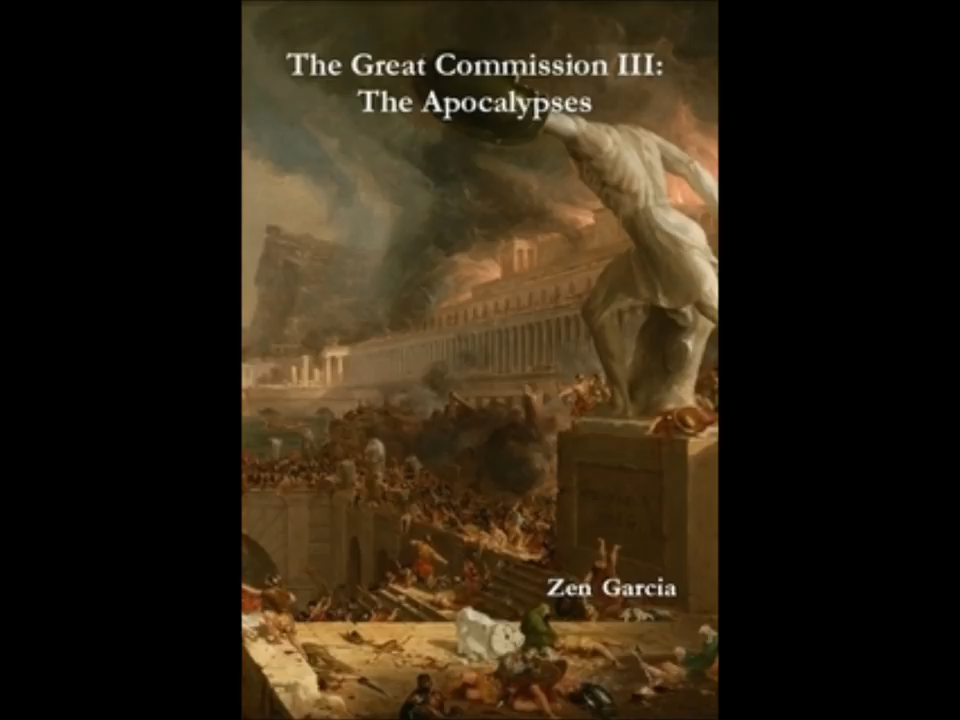 The Great Commission III:
The Apocalypses
Zen Garcia